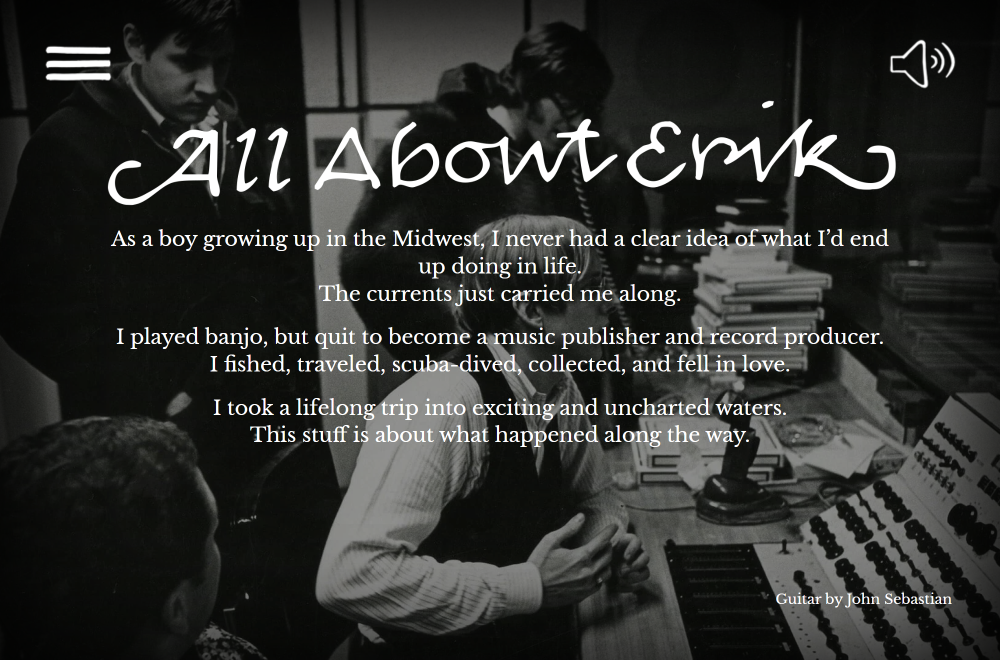 All About Erik
As a boy growing up in the Midwest, I never had a clear idea of what I’d end
up doing in life.
The currents just carried me along.
I played banjo, but quit to become a music publisher and record producer.
I fished, traveled, scuba-dived, collected, and fell in love.
I took a lifelong trip into exciting and uncharted waters.
This stuff is about what happened along the way.
Guitar by John Sebastian